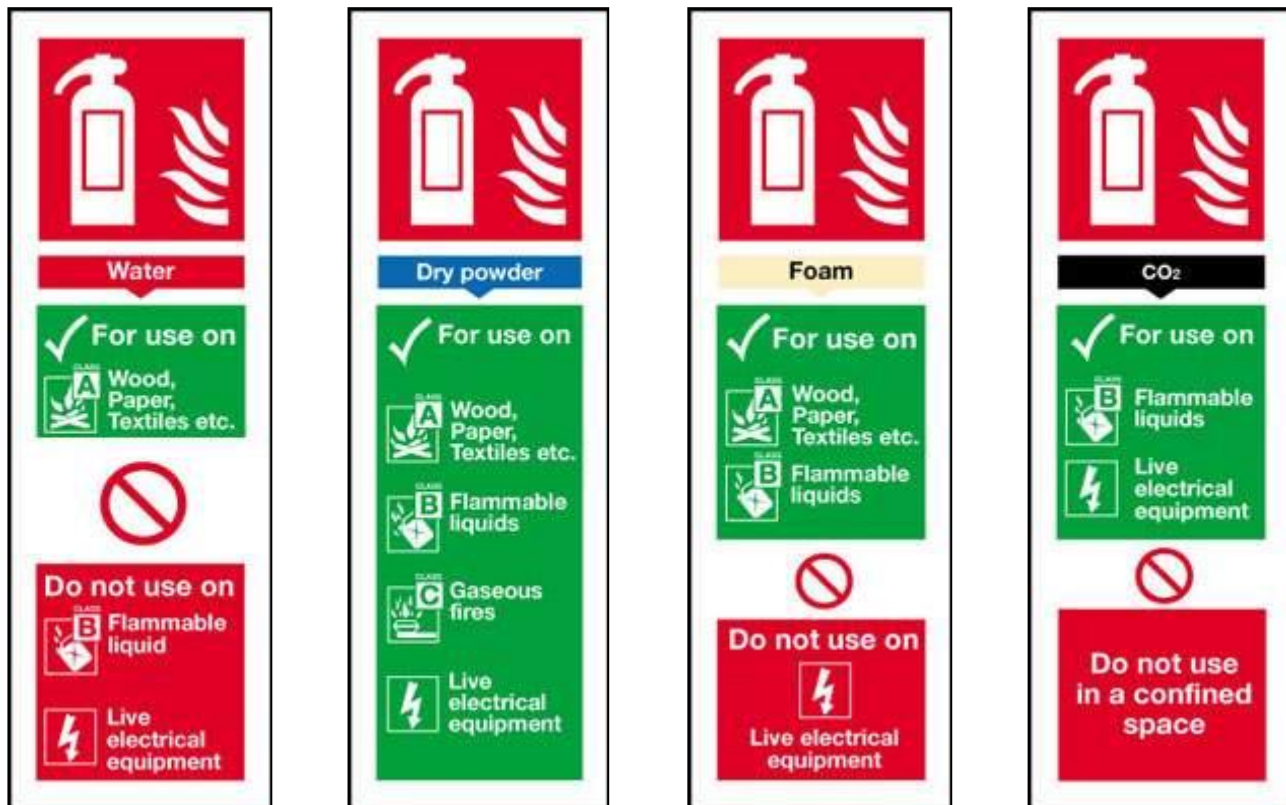 Water
For use on
CLASS
A
Wood,
Paper,
Textiles etc.
Do not use on
CLASS
B
Flammable
liquid
Live
electrical
equipment
Dry powder
For use on
CLASS
A
Wood,
Paper,
Textiles etc.
CLASS
B
Flammable
liquids
CLASS
C
Gaseous
fires
Live
electrical
equipment
Foam
For use on
CLASS
A
Wood,
Paper,
Textiles etc.
CLASS
B
Flammable
liquids
Do not use on
Live electrical
equipment
CO₂
For use on
CLASS
B
Flammable
liquids
Live
electrical
equipment
Do not use
in a confined
space